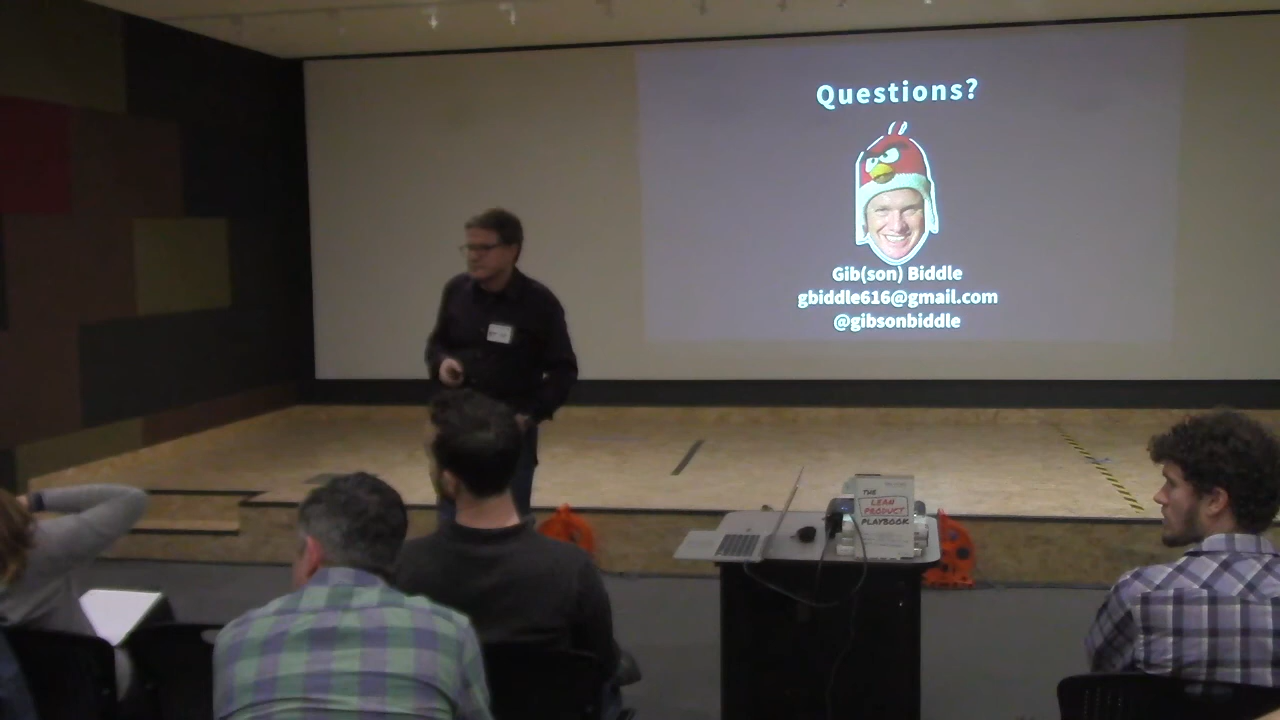 Questions?
Gib(son) Biddle
gbiddle616@gmail.com
@gibsonbiddle
THE
LEAN
PRODUCT
PLAYBOOK